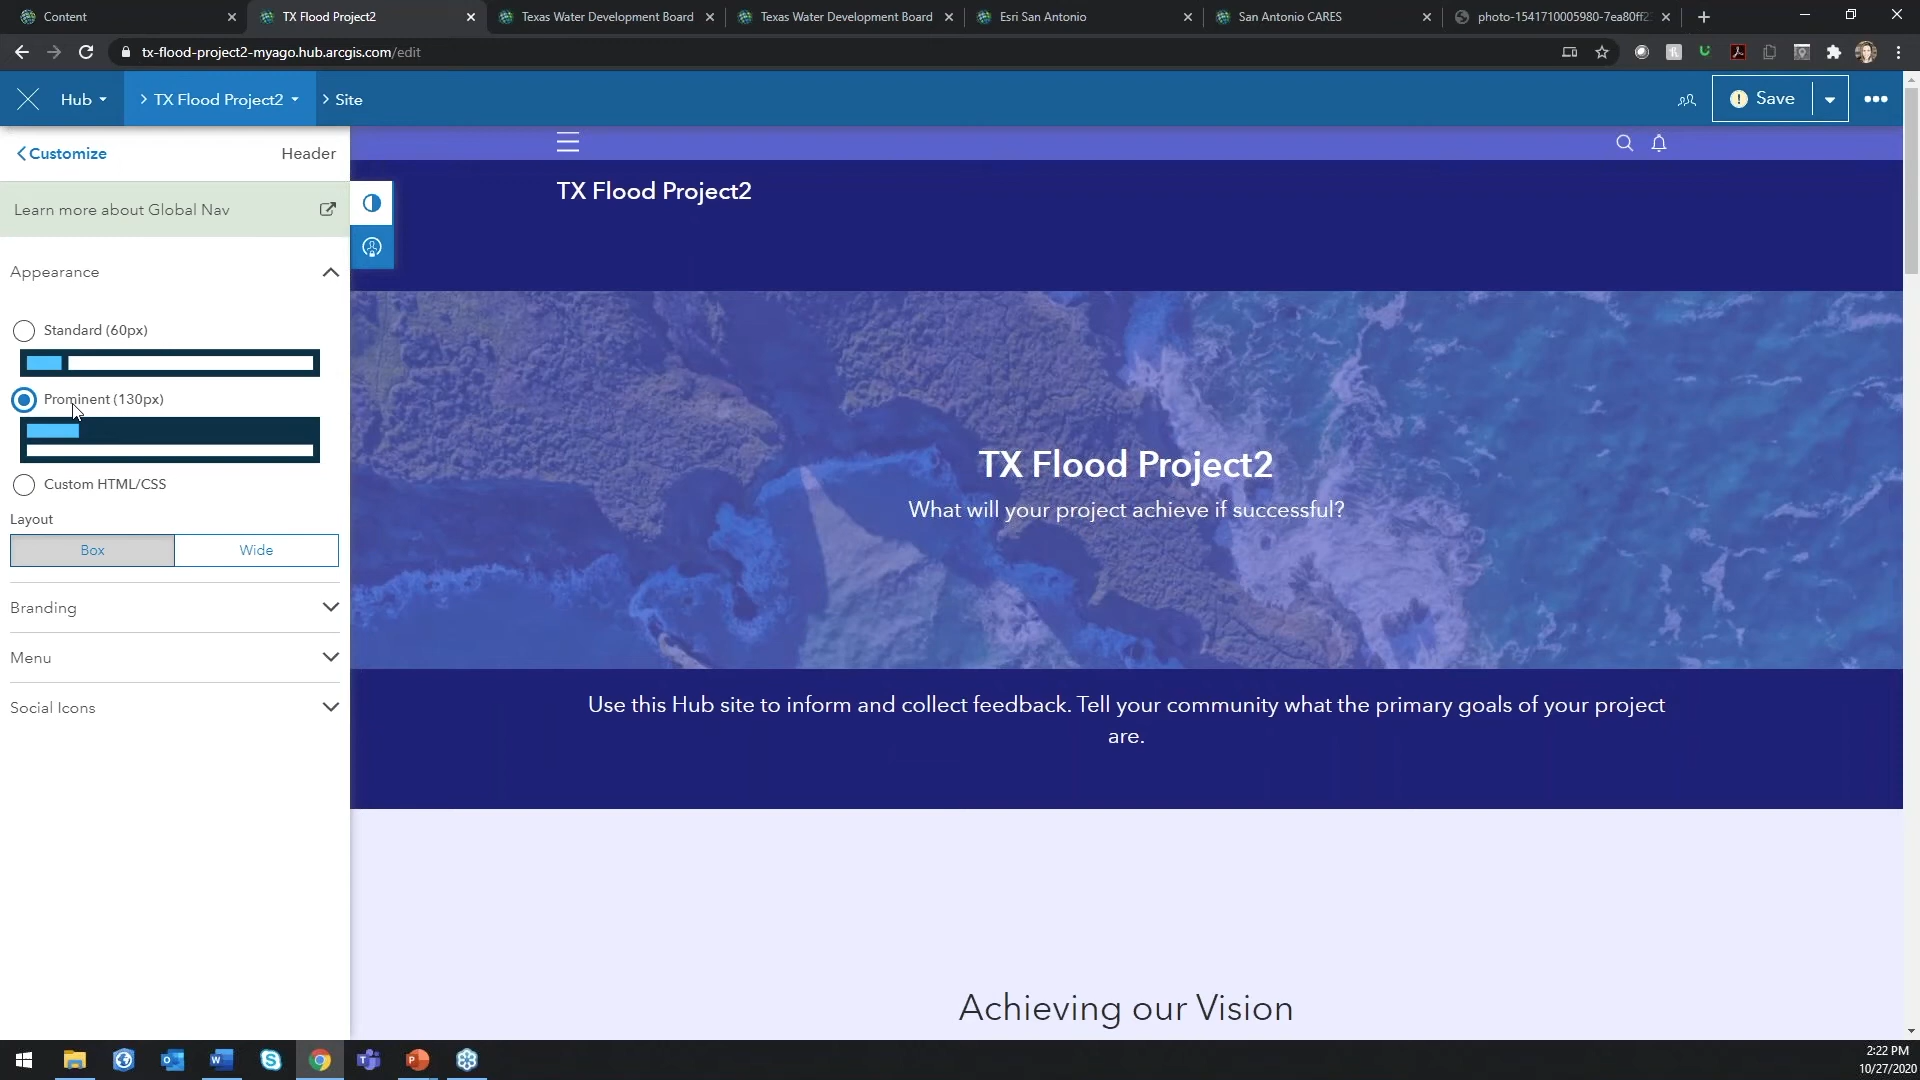 Content
TX Flood Project2
Texas Water Development Board
Texas Water Development Board
Esri San Antonio
San Antonio CARES
photo-1541710005980-7ea80ff2
tx-flood-project2-myago.hub.arcgis.com/edit
Hub
TX Flood Project2
Site
Save
Customize
Header
Learn more about Global Nav
Appearance
Standard (60px)
Prominent (130px)
Custom HTML/CSS
Layout
Box
Wide
Branding
Menu
Social Icons
TX Flood Project2
TX Flood Project2
What will your project achieve if successful?
Use this Hub site to inform and collect feedback. Tell your community what the primary goals of your project
are.
Achieving our Vision
2:22 PM
10/27/2020